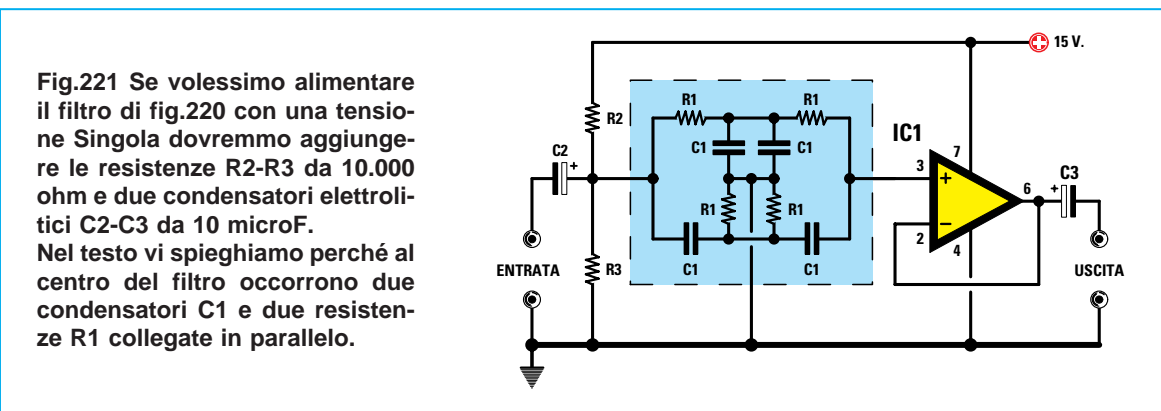 Fig.221 Se volessimo alimentare
il filtro di fig.220 con una tensio-
ne Singola dovremmo aggiunge-
re le resistenze R2-R3 da 10.000
ohm e due condensatori elettroli-
tici C2-C3 da 10 microF.
Nel testo vi spieghiamo perché al
centro del filtro occorrono due
condensatori C1 e due resisten-
ze R1 collegate in parallelo.
15 V.
R1
R1
R2
C1
C1
IC1
C2
+
3
+
7
6
C3
+
R1
R1
2
–
4
ENTRATA
R3
C1
C1
USCITA